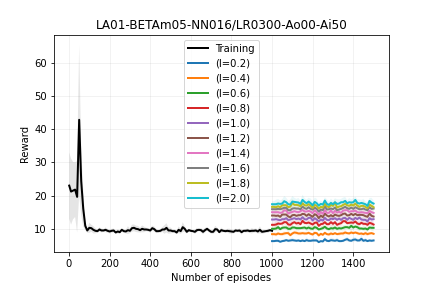 LA01-BETAm05-NN016/LR0300-Ao00-Ai50
Reward
60
50
40
30
20
10
Training
(l=0.2)
(l=0.4)
(l=0.6)
(l=0.8)
(l=1.0)
(l=1.2)
(l=1.4)
(l=1.6)
(l=1.8)
(l=2.0)
0 200 400 600 800 1000 1200 1400
Number of episodes